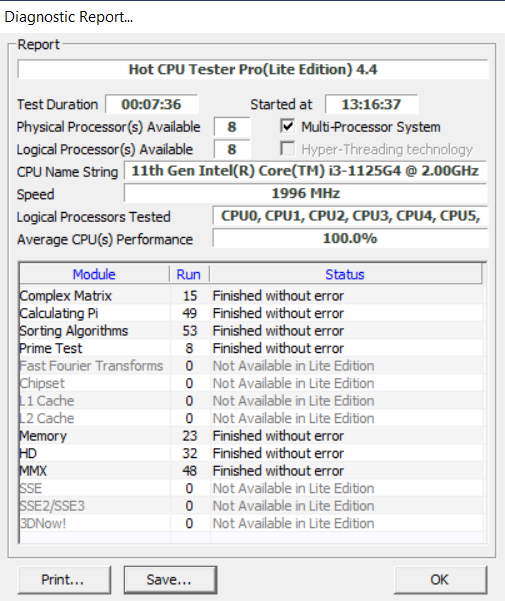 Diagnostic Report...
Report
Hot CPU Tester Pro(Lite Edition) 4.4
Test Duration 00:07:36 Started at 13:16:37
Physical Processor(s) Available 8 Multi-Processor System
Logical Processor(s) Available 8 Hyper-Threading technology
CPU Name String 11th Gen Intel(R) Core(TM) i3-1125G4 @ 2.00GHz
Speed 1996 MHz
Logical Processors Tested CPU0, CPU1, CPU2, CPU3, CPU4, CPU5,
Average CPU(s) Performance 100.0%
Module Run Status
Complex Matrix 15 Finished without error
Calculating Pi 49 Finished without error
Sorting Algorithms 53 Finished without error
Prime Test 8 Finished without error
Fast Fourier Transforms 0 Not Available in Lite Edition
Chipset 0 Not Available in Lite Edition
L1 Cache 0 Not Available in Lite Edition
L2 Cache 0 Not Available in Lite Edition
Memory 23 Finished without error
HD 32 Finished without error
MMX 48 Finished without error
SSE 0 Not Available in Lite Edition
SSE2/SSE3 0 Not Available in Lite Edition
3DNow! 0 Not Available in Lite Edition
Print... Save... OK